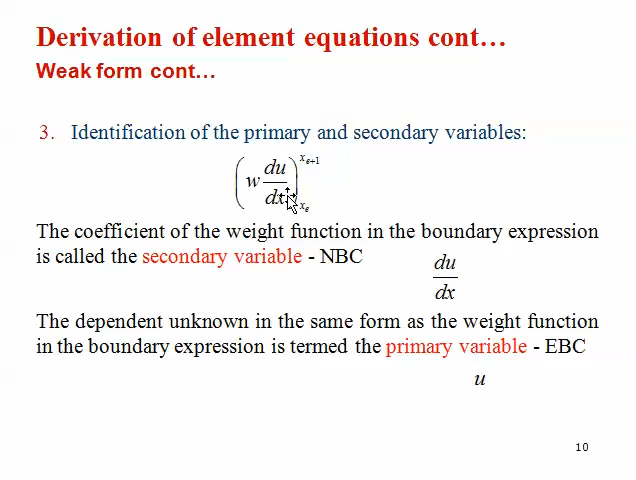 Derivation of element equations cont…
Weak form cont…
3. Identification of the primary and secondary variables:
(w du/dx)_{x_e}^{x_{e+1}}
The coefficient of the weight function in the boundary expression
is called the secondary variable - NBC
du/dx
The dependent unknown in the same form as the weight function
in the boundary expression is termed the primary variable - EBC
u
10